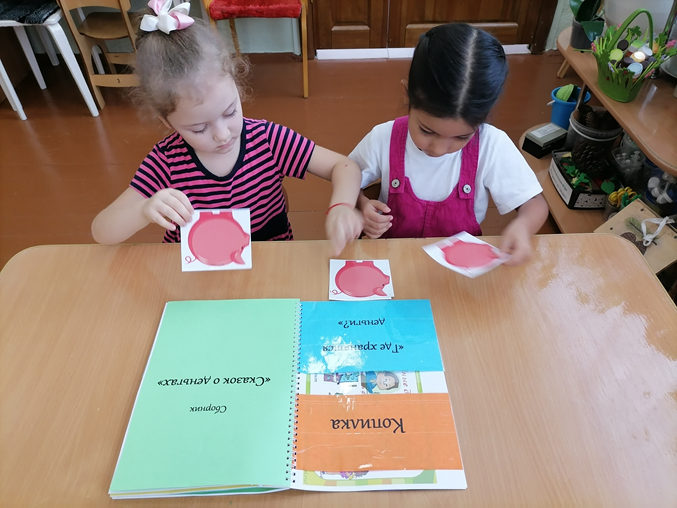 Копилка
«Где хранятся
деньги?»
Сборник
«Сказок о деньгах»